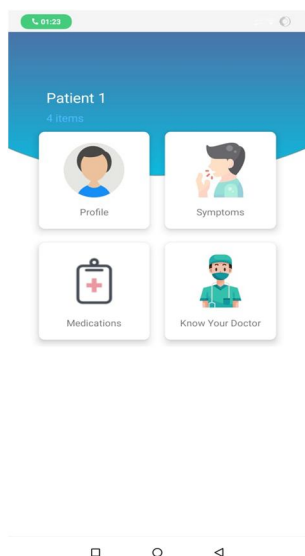 01:23
Patient 1
4 items
Profile
Symptoms
Medications
Know Your Doctor